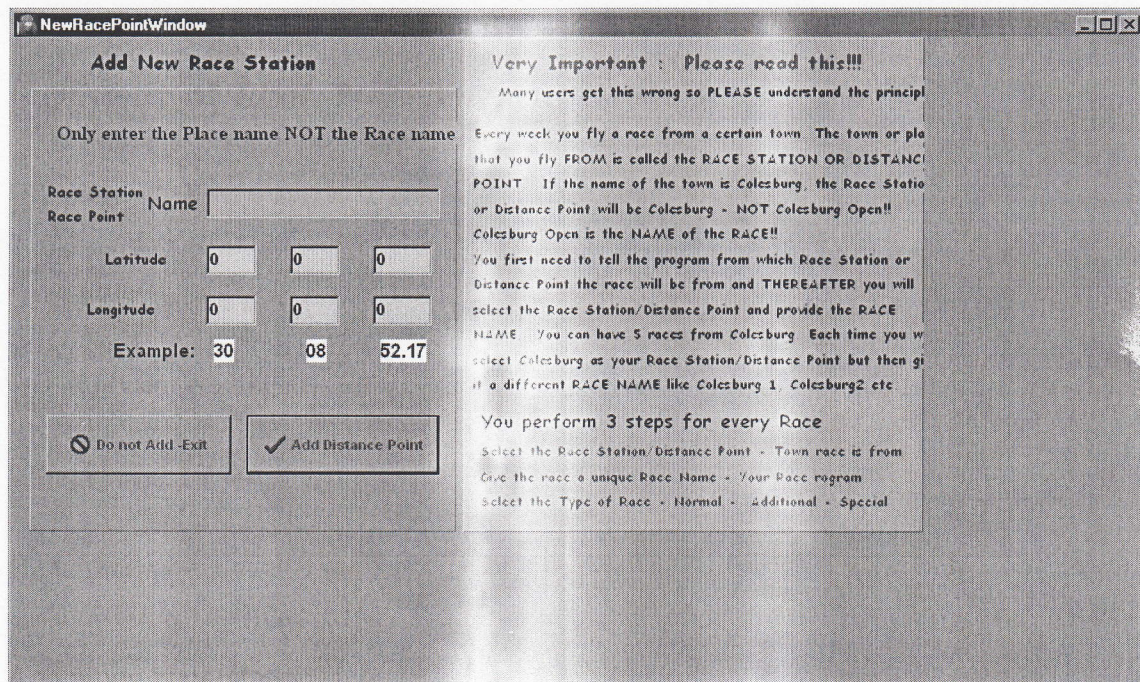 NewRacePointWindow
Add New Race Station
Only enter the Place name NOT the Race name
Race Station
Race Point
Name
Latitude 0 0 0
Longitude 0 0 0
Example: 30 08 52.17
Do not Add -Exit
Add Distance Point
Very Important : Please read this!!!
Many users get this wrong so PLEASE understand the principl
Every week you fly a race from a certain town. The town or pla
that you fly FROM is called the RACE STATION OR DISTANC
POINT. If the name of the town is Colesburg, the Race Statio
or Distance Point will be Colesburg - NOT Colesburg Open!!
Colesburg Open is the NAME of the RACE!!
You first need to tell the program from which Race Station or
Distance Point the race will be from and THEREAFTER you will
select the Race Station/Distance Point and provide the RACE
NAME. You can have 5 races from Colesburg. Each time you w
select Colesburg as your Race Station/Distance Point but then gi
it a different RACE NAME like Colesburg 1, Colesburg2 etc
You perform 3 steps for every Race
Select the Race Station/Distance Point - Town race is from
Give the race a unique Race Name - Your Race rogram
Select the Type of Race - Normal - Additional - Special